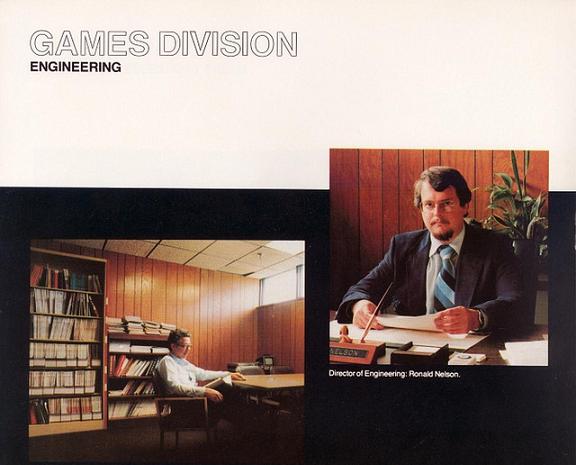 GAMES DIVISION
ENGINEERING
NELSON
Director of Engineering: Ronald Nelson.